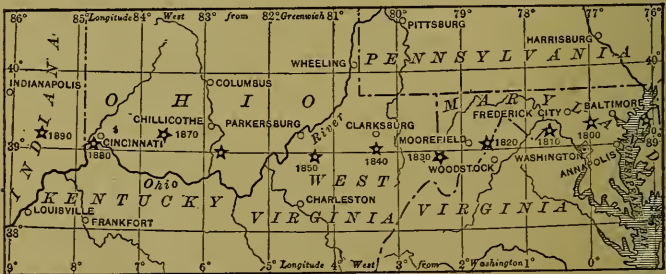 85° Longitude 84° West 83° from 82° Greenwich 81° 80° 79° 78° 77° 76°
PITTSBURG
HARRISBURG
WHEELING
PENNSYLVANIA
40° 40°
INDIANAPOLIS
COLUMBUS
INDIANA
OHIO
MARY
CHILLICOTHE
PARKERSBURG
CLARKSBURG
FREDERICK CITY
BALTIMORE
1890
1870
River
MOOREFIELD
1820
1810
1800
CINCINNATI
1880
1850
1840
1830
WASHINGTON
ANNAPOLIS
39
WOODSTOCK
Ohio
WEST
KENTUCKY
CHARLESTON
VIRGINIA
VIRGINIA
LOUISVILLE
FRANKFORT
38
9° 8° 7° 6° 5° Longitude 4° West 3° from 2° Washington 1° 0°